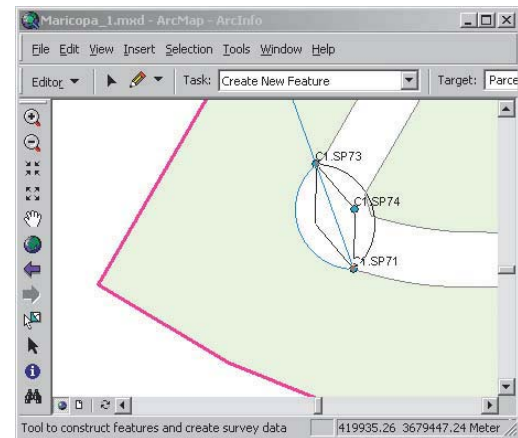 Maricopa_1.mxd - ArcMap - ArcInfo
File Edit View Insert Selection Tools Window Help
Editor Task: Create New Feature Target: Parce
C1.SP73
C1.SP74
C1.SP71
Tool to construct features and create survey data 419935.26 3679447.24 Meter